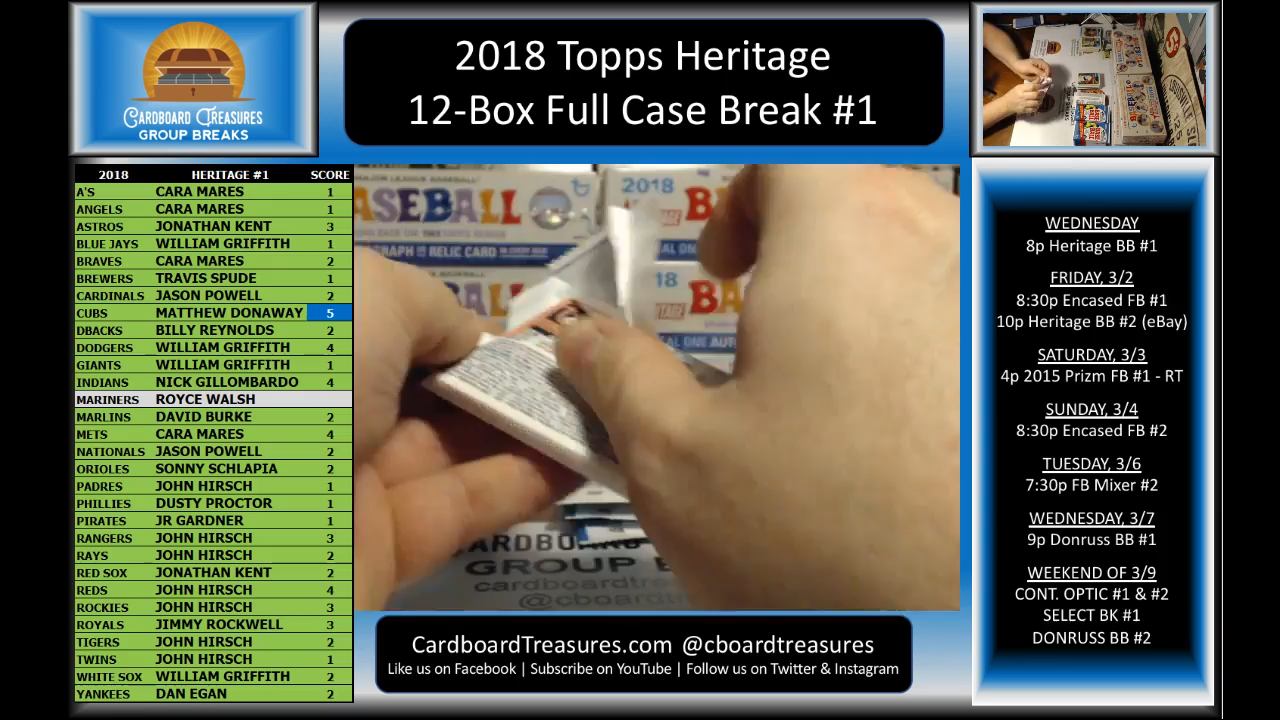 CARDBOARD TREASURES
GROUP BREAKS
2018 Topps Heritage
12-Box Full Case Break #1
2018 HERITAGE #1 SCORE
A'S CARA MARES 1
ANGELS CARA MARES 1
ASTROS JONATHAN KENT 3
BLUE JAYS WILLIAM GRIFFITH 1
BRAVES CARA MARES 2
BREWERS TRAVIS SPUDE 1
CARDINALS JASON POWELL 2
CUBS MATTHEW DONAWAY 5
DBACKS BILLY REYNOLDS 2
DODGERS WILLIAM GRIFFITH 4
GIANTS WILLIAM GRIFFITH 1
INDIANS NICK GILLOMBARDO 4
MARINERS ROYCE WALSH
MARLINS DAVID BURKE 2
METS CARA MARES 4
NATIONALS JASON POWELL 2
ORIOLES SONNY SCHLAPIA 2
PADRES JOHN HIRSCH 1
PHILLIES DUSTY PROCTOR 1
PIRATES JR GARDNER 1
RANGERS JOHN HIRSCH 3
RAYS JOHN HIRSCH 2
RED SOX JONATHAN KENT 2
REDS JOHN HIRSCH 4
ROCKIES JOHN HIRSCH 3
ROYALS JIMMY ROCKWELL 3
TIGERS JOHN HIRSCH 2
TWINS JOHN HIRSCH 1
WHITE SOX WILLIAM GRIFFITH 2
YANKEES DAN EGAN 2
2018
ASEBALL
RELIC CARD
18
BA
CARDBO
GROUP
cardboardtre
@cboardtrea
CardboardTreasures.com @cboardtreasures
Like us on Facebook | Subscribe on YouTube | Follow us on Twitter & Instagram
WEDNESDAY
8p Heritage BB #1
FRIDAY, 3/2
8:30p Encased FB #1
10p Heritage BB #2 (eBay)
SATURDAY, 3/3
4p 2015 Prizm FB #1 - RT
SUNDAY, 3/4
8:30p Encased FB #2
TUESDAY, 3/6
7:30p FB Mixer #2
WEDNESDAY, 3/7
9p Donruss BB #1
WEEKEND OF 3/9
CONT. OPTIC #1 & #2
SELECT BK #1
DONRUSS BB #2